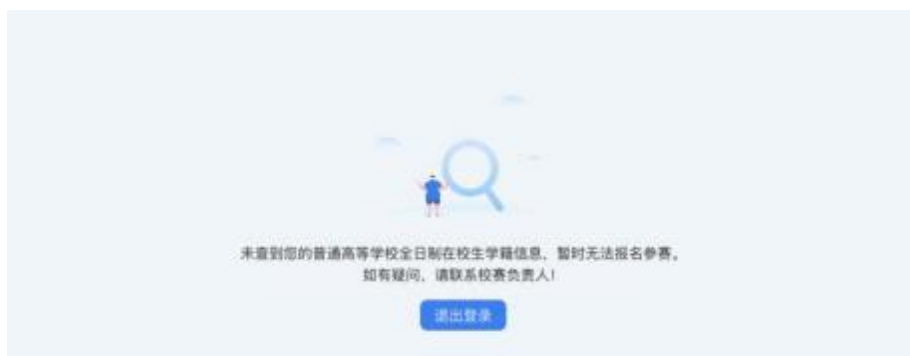 未查到您的普通高等学校全日制在校生学籍信息，暂时无法报名参赛。
如有疑问，请联系校赛负责人！
退出登录